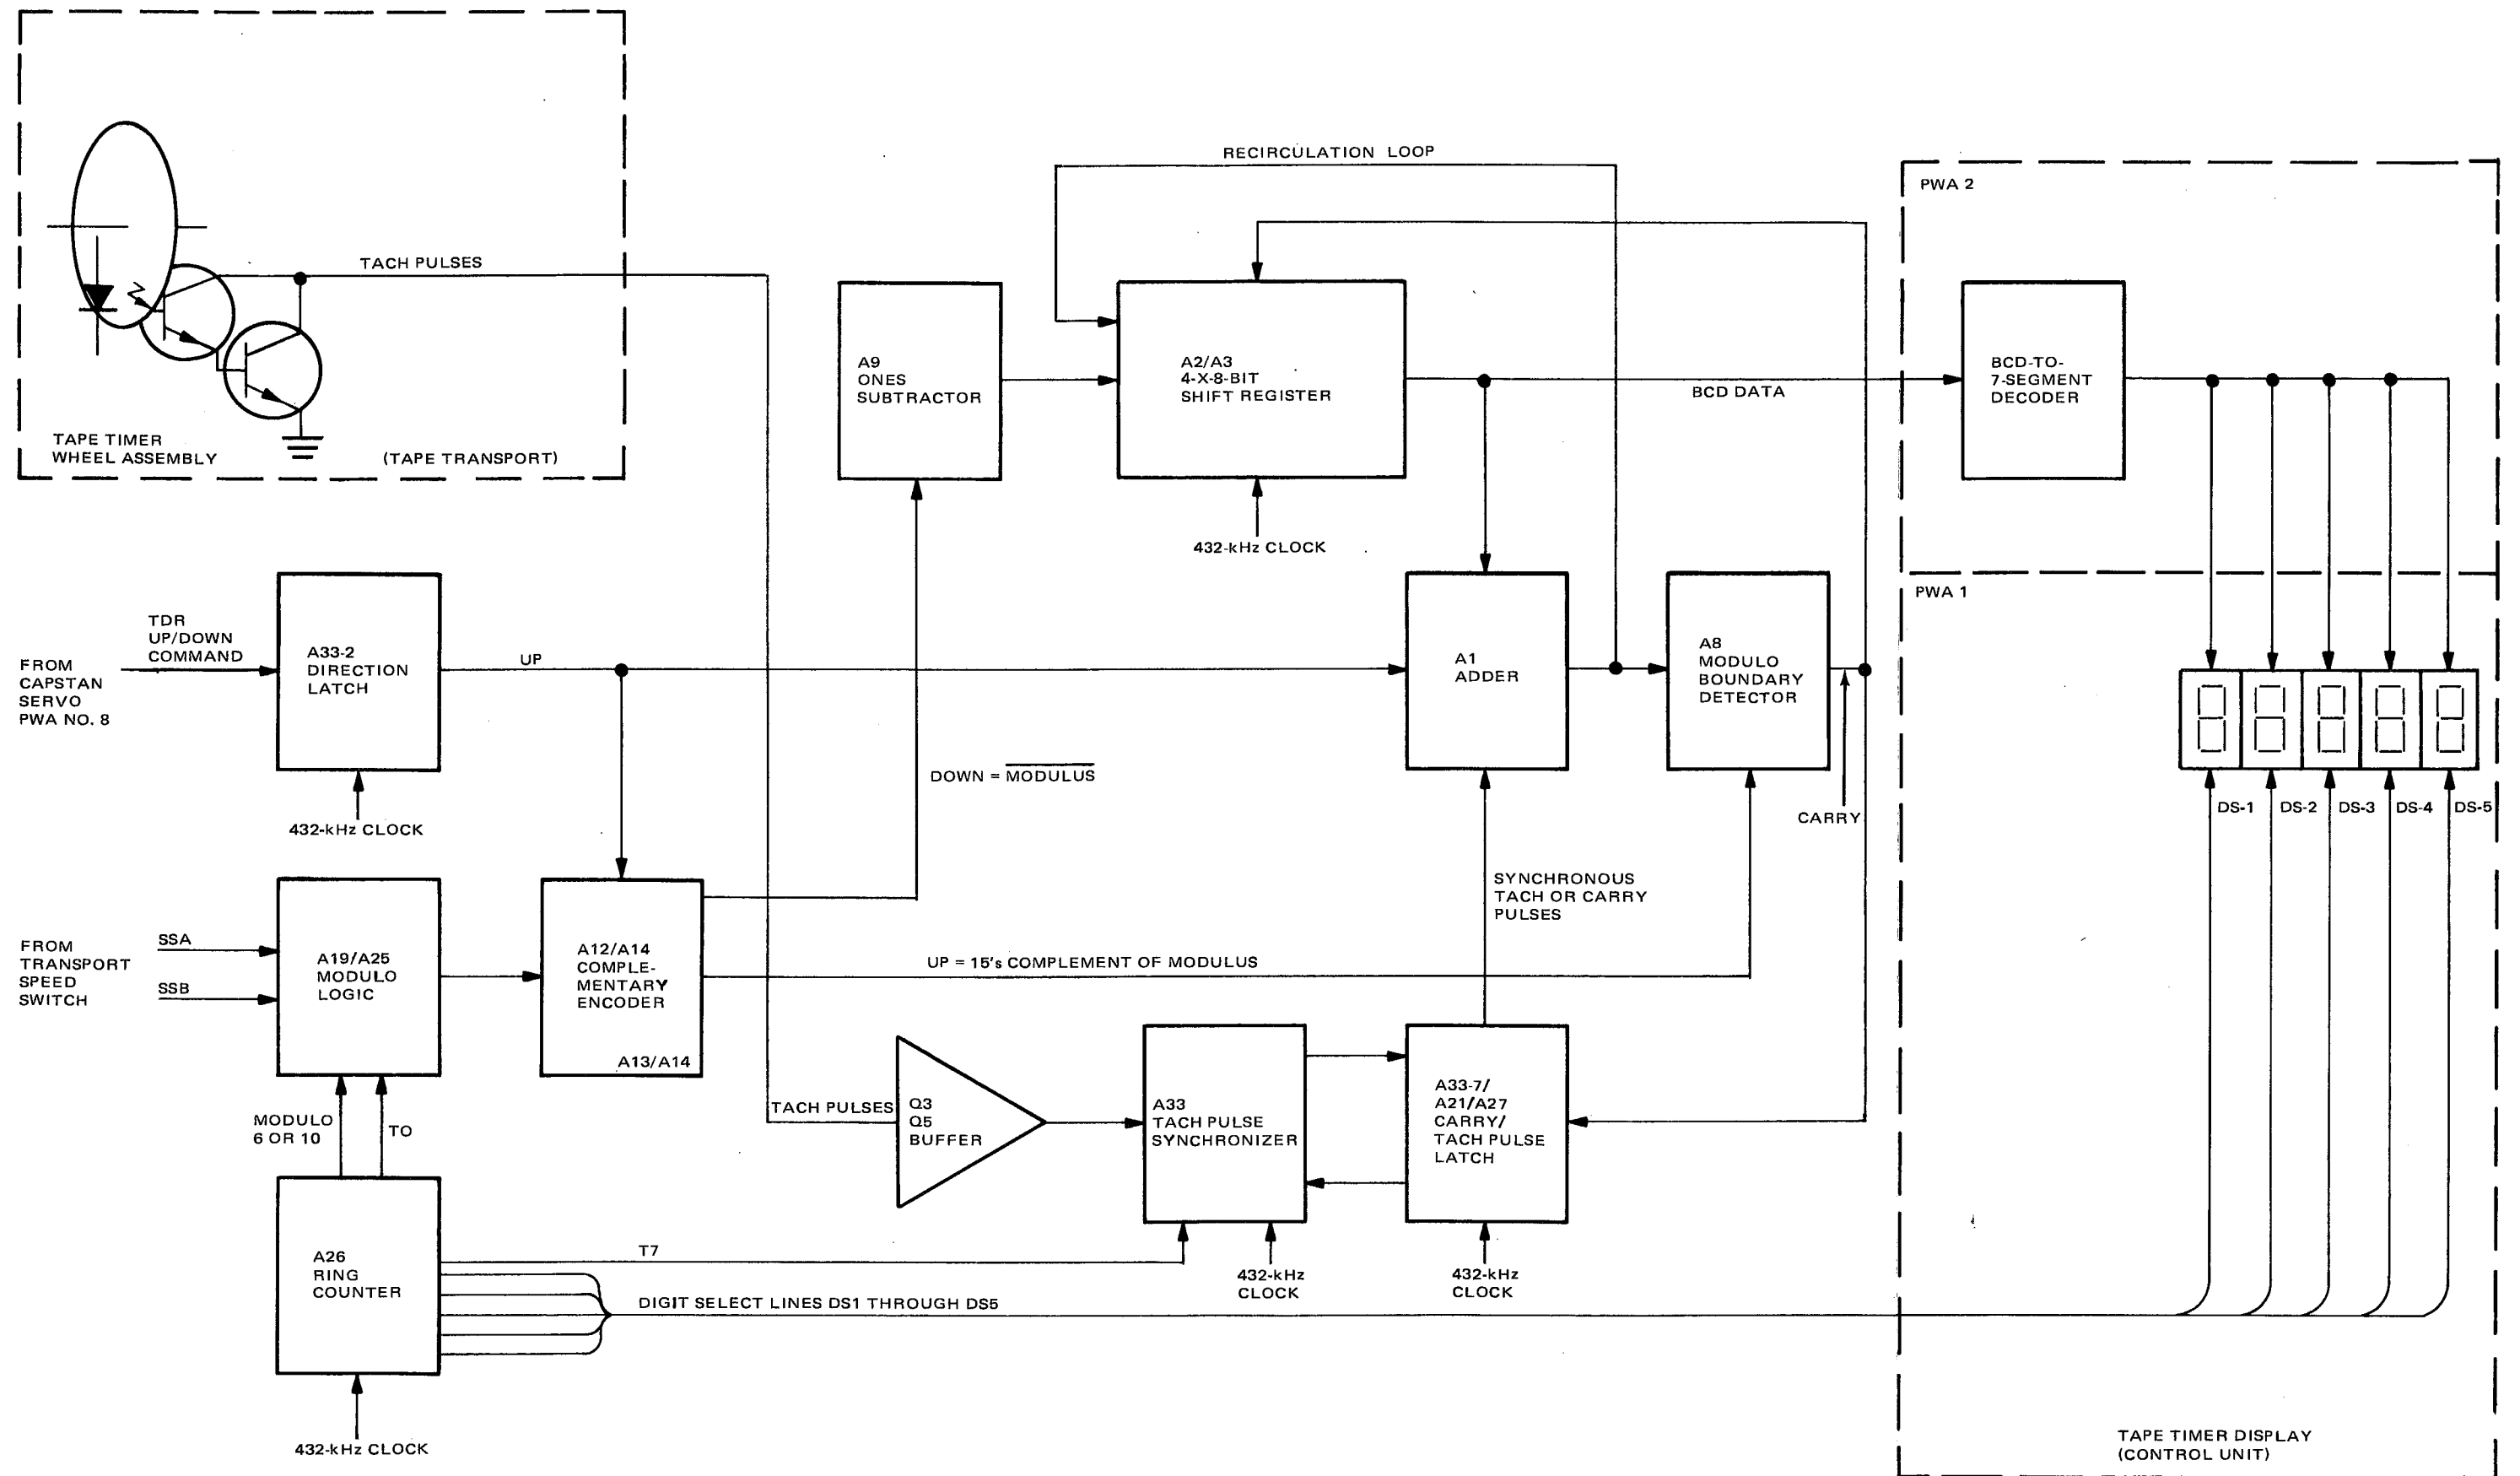 RECIRCULATION LOOP
PWA 2
TACH PULSES
A9
ONES
SUBTRACTOR
A2/A3
4-X-8-BIT
SHIFT REGISTER
BCD DATA
BCD-TO-
7-SEGMENT
DECODER
TAPE TIMER
WHEEL ASSEMBLY
(TAPE TRANSPORT)
432-kHz CLOCK
PWA 1
FROM
CAPSTAN
SERVO
PWA NO. 8
TDR
UP/DOWN
COMMAND
A33-2
DIRECTION
LATCH
UP
A1
ADDER
A8
MODULO
BOUNDARY
DETECTOR
432-kHz CLOCK
DOWN = MODULUS
CARRY
DS-1
DS-2
DS-3
DS-4
DS-5
FROM
TRANSPORT
SPEED
SWITCH
SSA
SSB
A19/A25
MODULO
LOGIC
A12/A14
COMPLE-
MENTARY
ENCODER
A13/A14
UP = 15's COMPLEMENT OF MODULUS
SYNCHRONOUS
TACH OR CARRY
PULSES
MODULO
6 OR 10
TO
TACH PULSES
Q3
Q5
BUFFER
A33
TACH PULSE
SYNCHRONIZER
A33-7/
A21/A27
CARRY/
TACH PULSE
LATCH
A26
RING
COUNTER
T7
432-kHz
CLOCK
432-kHz
CLOCK
DIGIT SELECT LINES DS1 THROUGH DS5
432-kHz CLOCK
TAPE TIMER DISPLAY
(CONTROL UNIT)